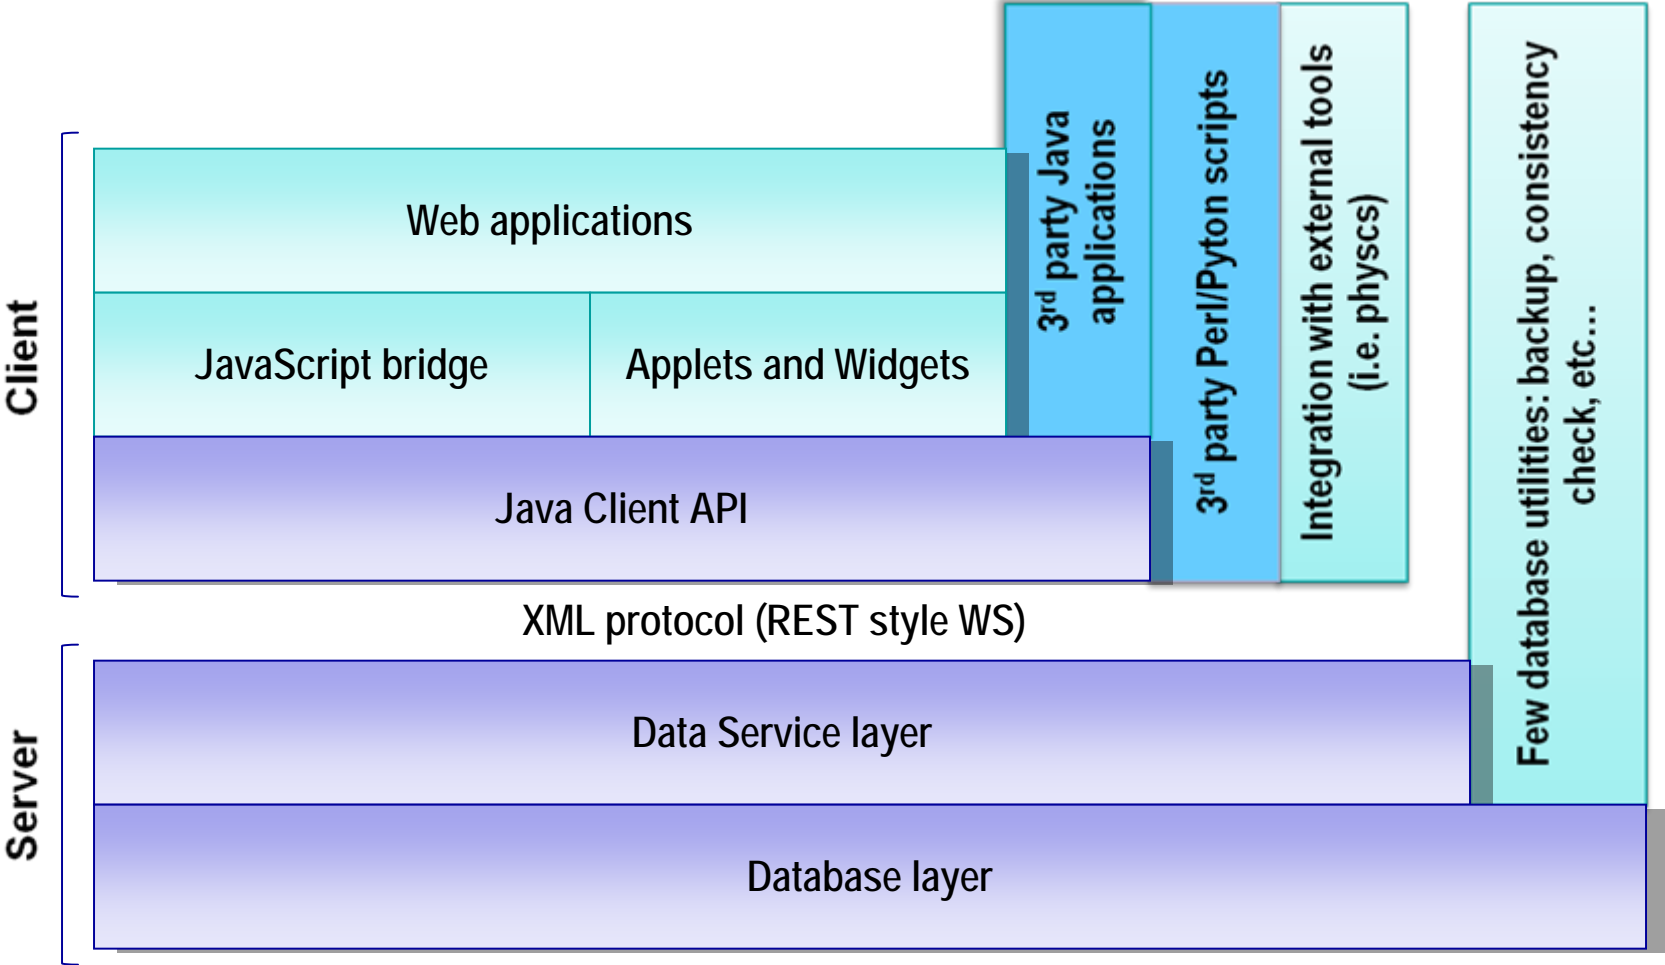 Client
Web applications
JavaScript bridge
Applets and Widgets
Java Client API
3rd party Java
applications
3rd party Perl/Pyton scripts
Integration with external tools
(i.e. physcs)
Few database utilities: backup, consistency
check, etc...
XML protocol (REST style WS)
Server
Data Service layer
Database layer